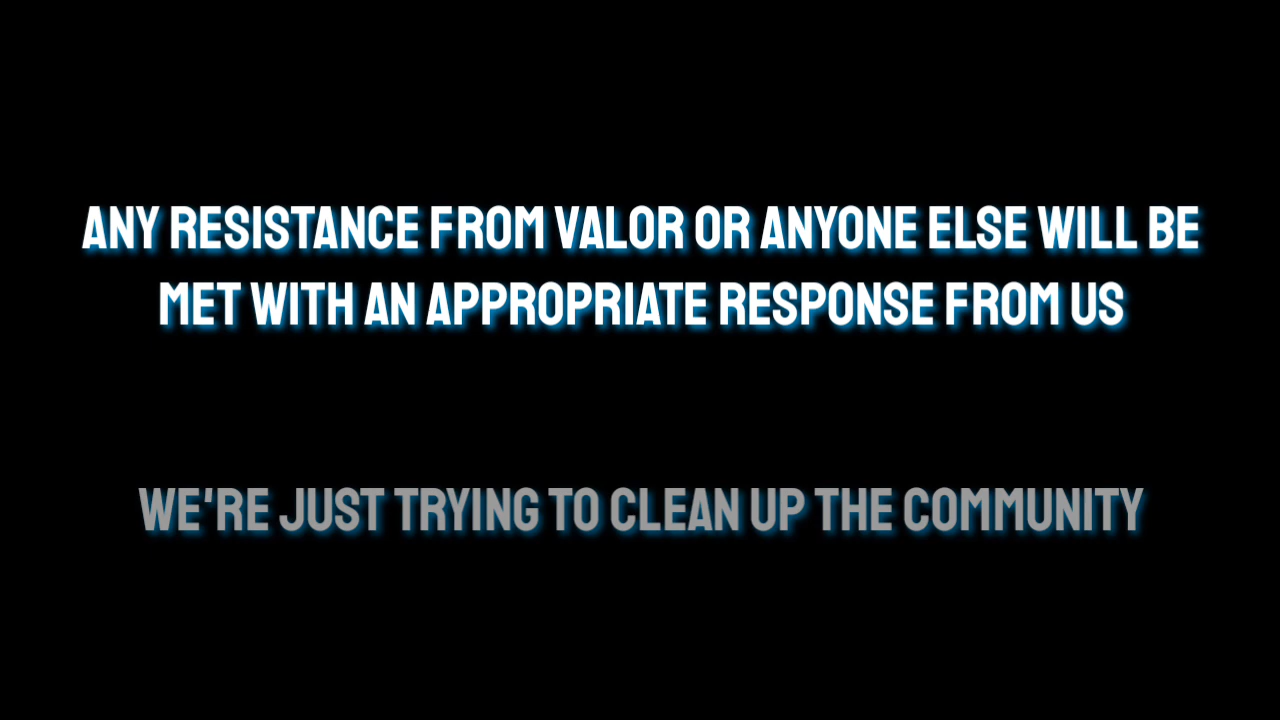 ANY RESISTANCE FROM VALOR OR ANYONE ELSE WILL BE
MET WITH AN APPROPRIATE RESPONSE FROM US
WE'RE JUST TRYING TO CLEAN UP THE COMMUNITY